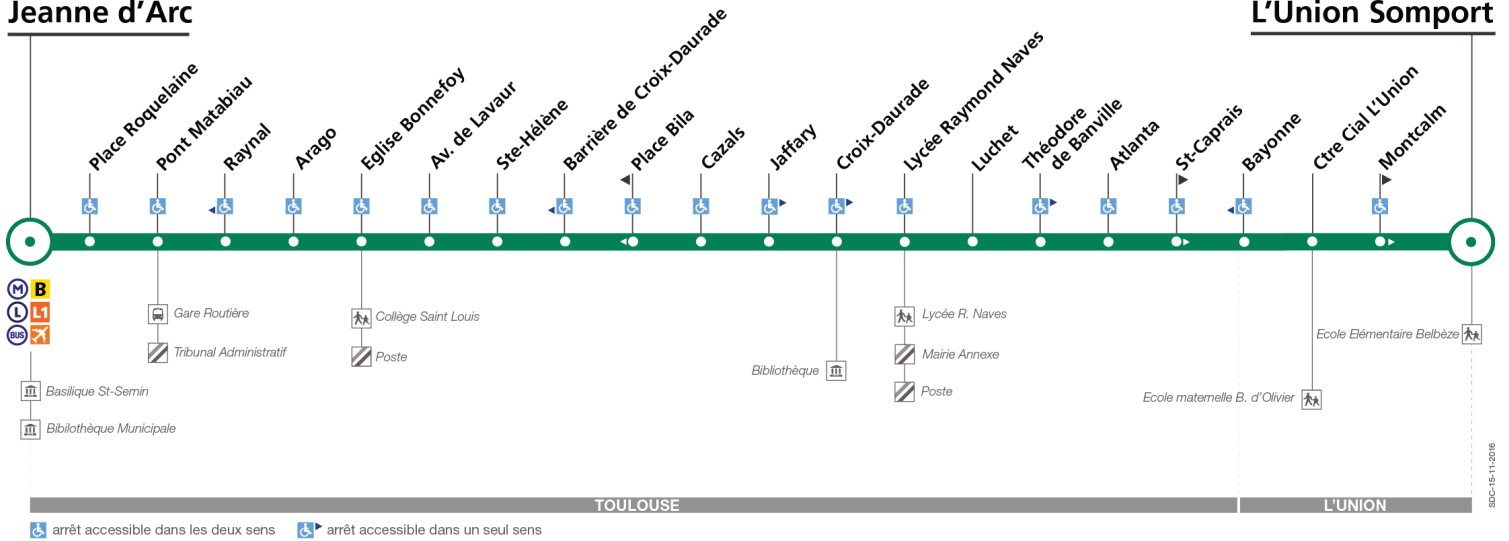 Jeanne d'Arc
L'Union Somport
Place Roquelaine
Pont Matabiau
Raynal
Arago
Eglise Bonnefoy
Av. de Lavaur
Ste-Hélène
Barrière de Croix-Daurade
Place Bila
Cazals
Jaffary
Croix-Daurade
Lycée Raymond Naves
Luchet
Théodore
de Banville
Atlanta
St-Caprais
Bayonne
Ctre Cial L'Union
Montcalm
M B
L L1
BUS
Basilique St-Sernin
Bibilothèque Municipale
Gare Routière
Tribunal Administratif
Collège Saint Louis
Poste
Bibliothèque
Lycée R. Naves
Mairie Annexe
Poste
Ecole maternelle B. d'Olivier
Ecole Elémentaire Belbèze
SDC-15-11-2016
TOULOUSE
L'UNION
arrêt accessible dans les deux sens
arrêt accessible dans un seul sens